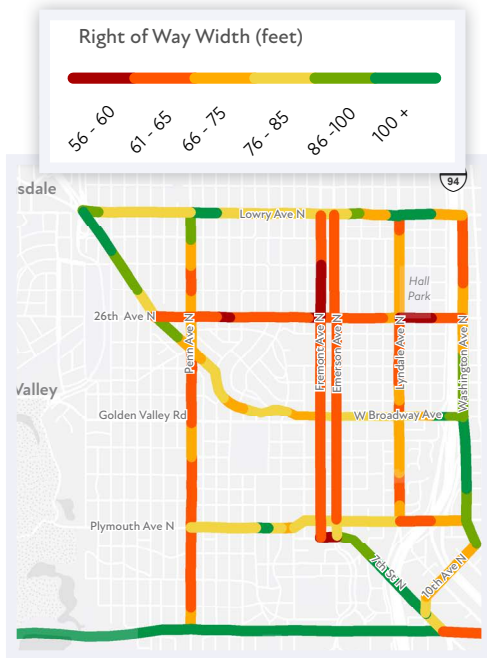 Right of Way Width (feet)
56 - 60
61 - 65
66 - 75
76 - 85
86 -100
100 +
94
sdale
Lowry Ave N
Hall
Park
26th Ave N
Penn Ave N
Fremont Ave N
Emerson Ave N
Lyndale Ave N
Washington Ave N
Valley
Golden Valley Rd
W Broadway Ave
Plymouth Ave N
7th St N
10th Ave N